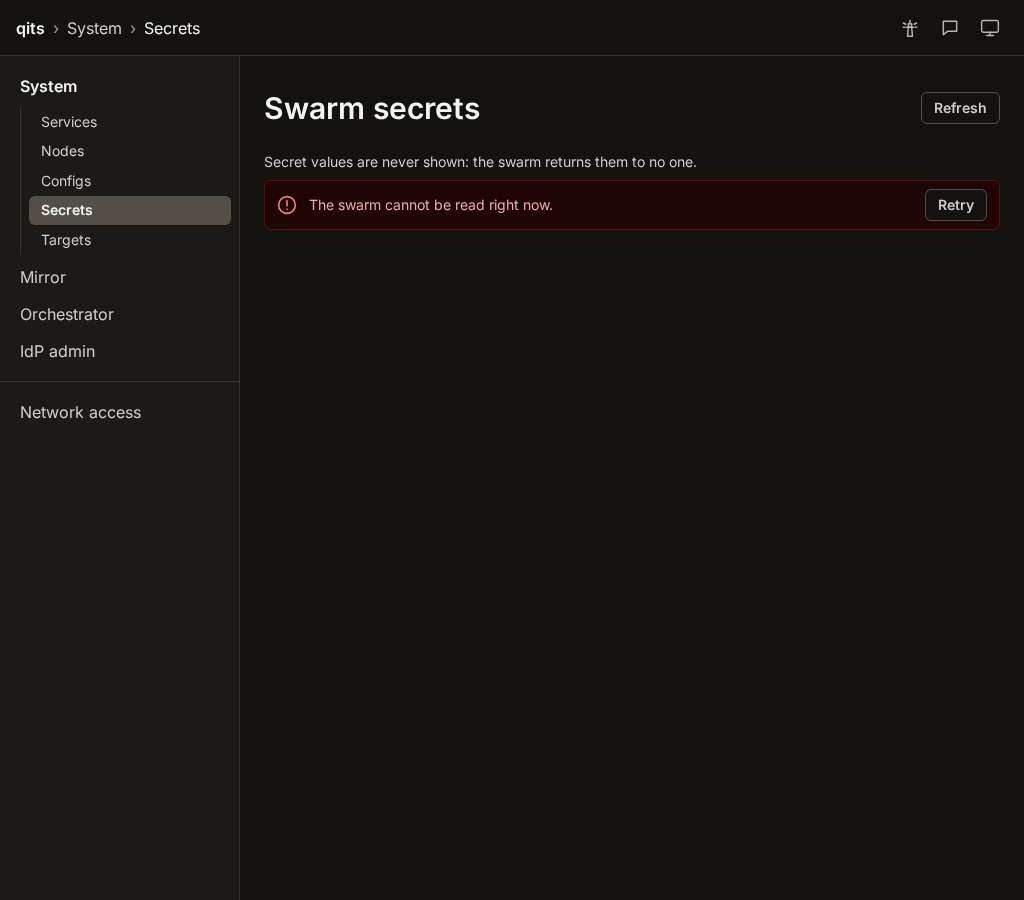 qits › System › Secrets
System
Services
Nodes
Configs
Secrets
Targets
Mirror
Orchestrator
IdP admin
Network access
Swarm secrets
Refresh
Secret values are never shown: the swarm returns them to no one.
The swarm cannot be read right now.
Retry